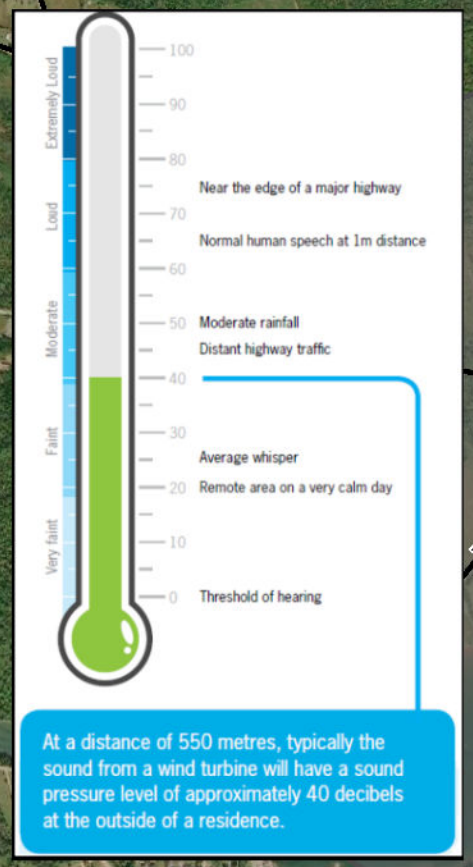 Extremely Loud
Loud
Moderate
Faint
Very faint
100
90
80
Near the edge of a major highway
70
Normal human speech at 1m distance
60
50 Moderate rainfall
Distant highway traffic
40
30
Average whisper
20 Remote area on a very calm day
10
0 Threshold of hearing
At a distance of 550 metres, typically the
sound from a wind turbine will have a sound
pressure level of approximately 40 decibels
at the outside of a residence.